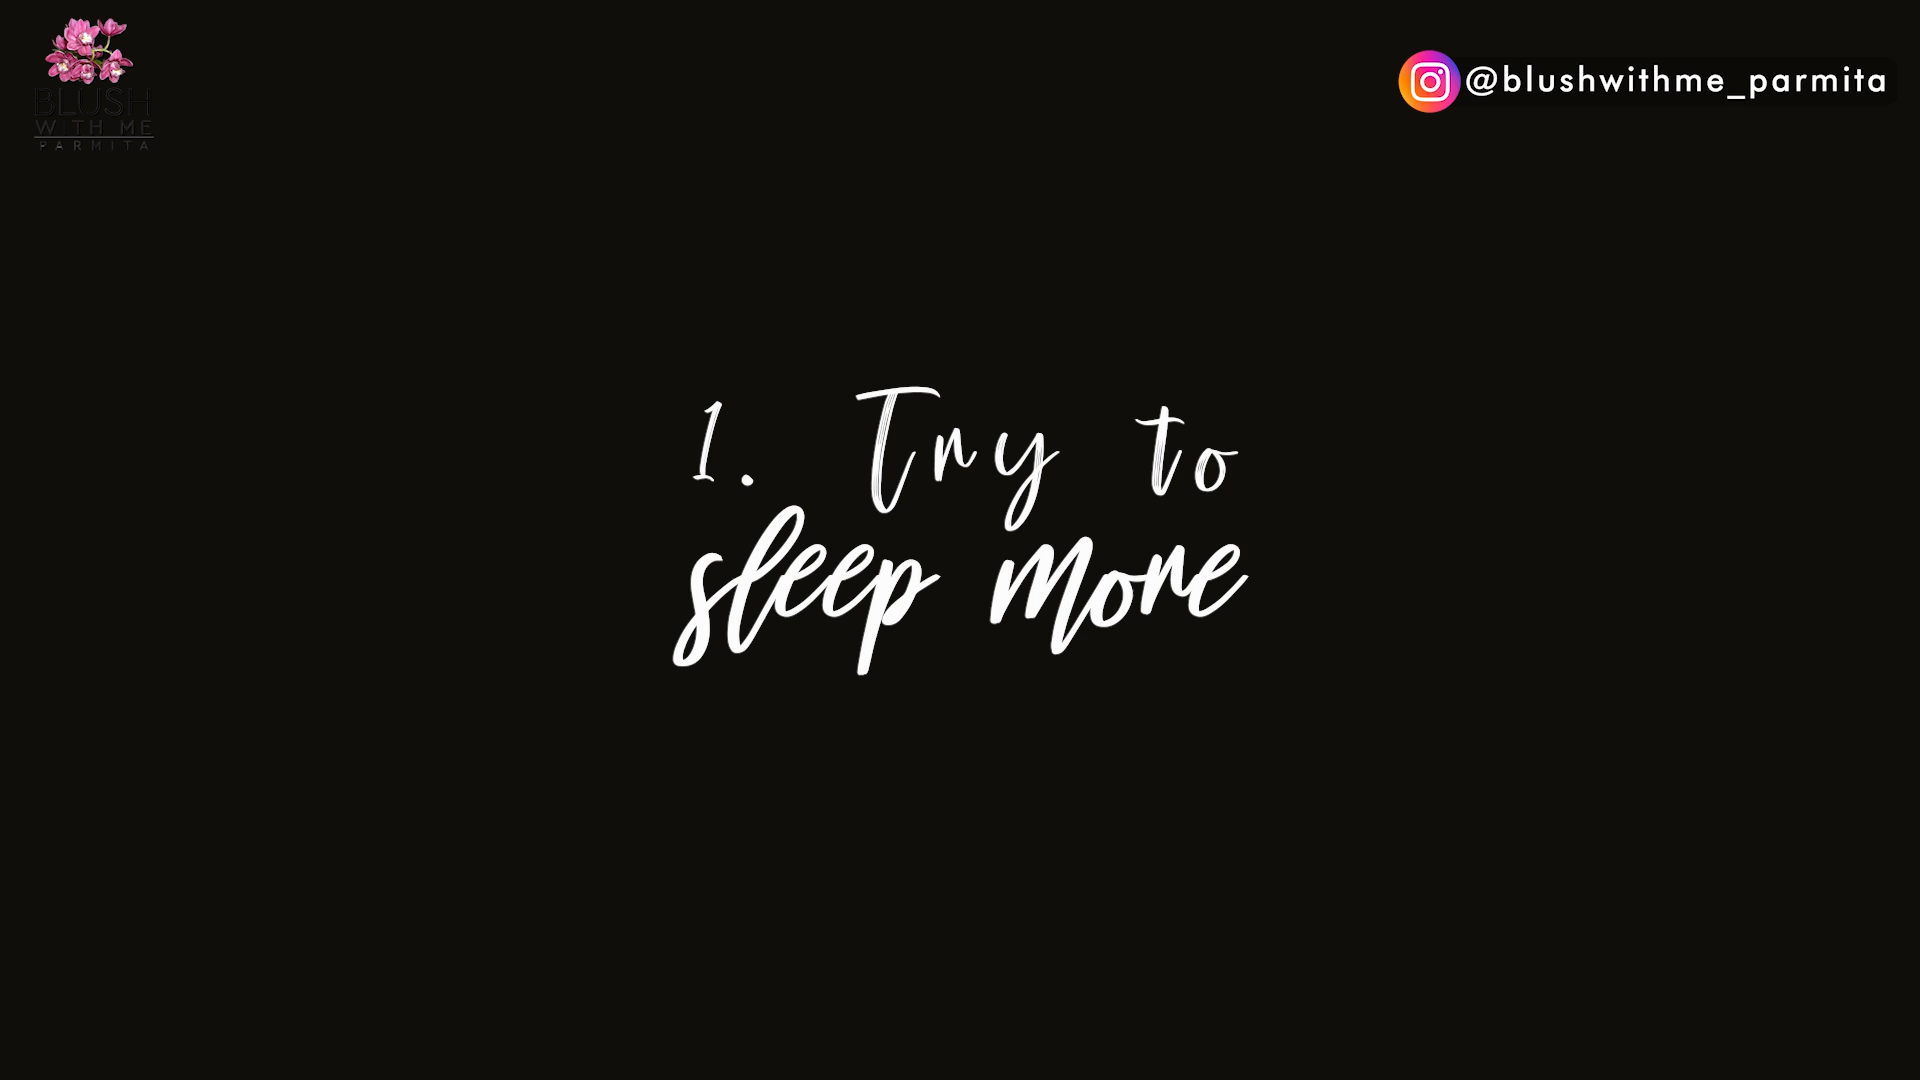 BLUSH
WITH ME
PARMITA
@blushwithme_parmita
1. Try to
sleep more